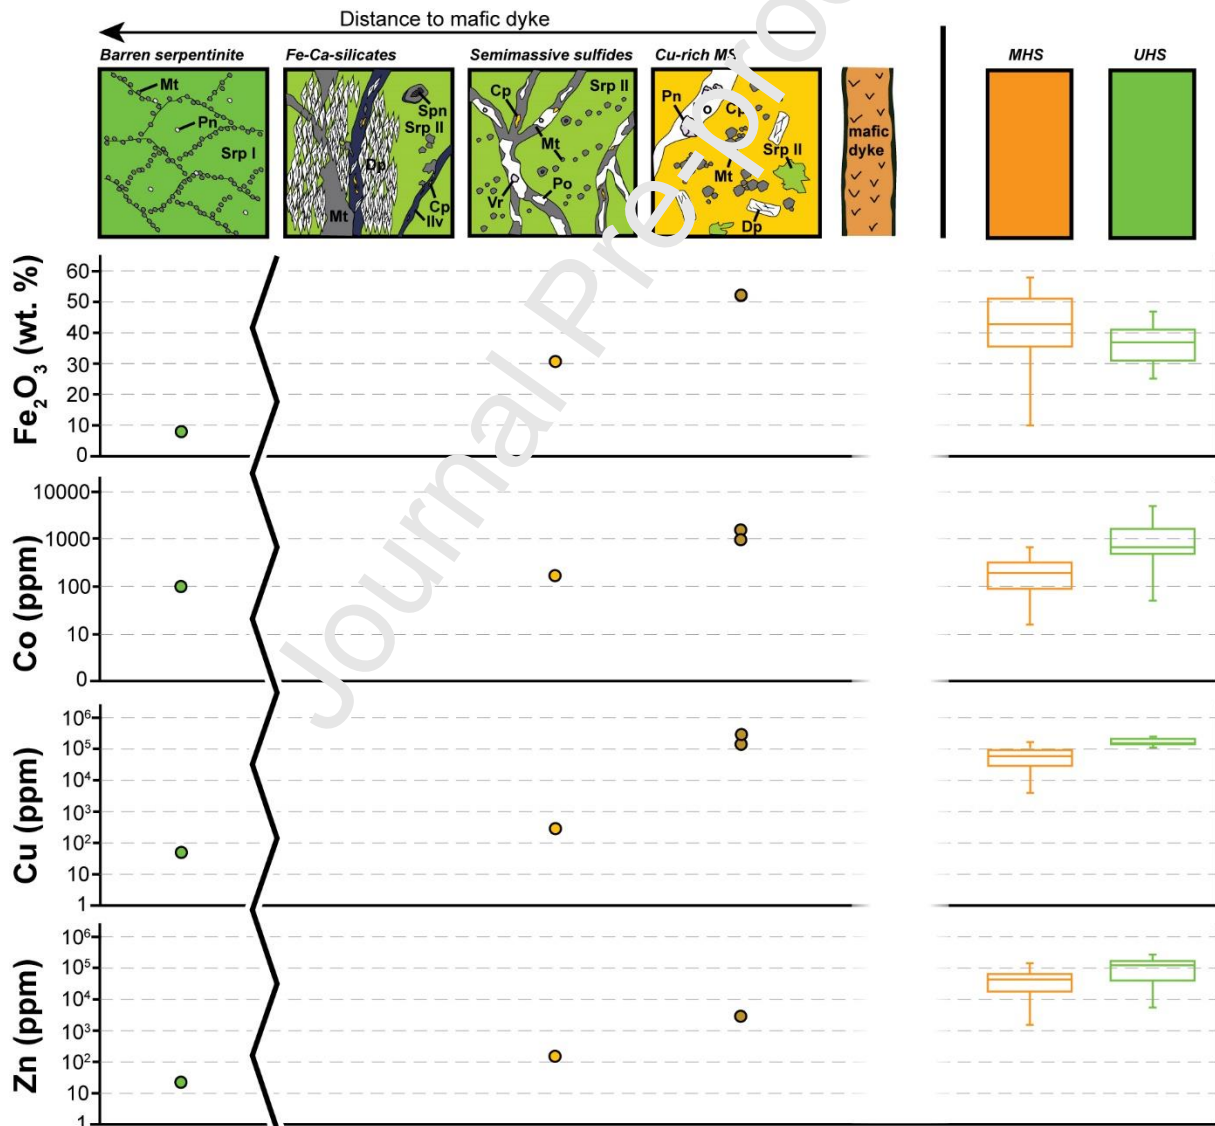 Distance to mafic dyke
Barren serpentinite
Fe-Ca-silicates
Semimassive sulfides
Cu-rich MS
MHS
UHS
Mt
Pn
Srp I
Spn
Srp II
Dp
Mt
Cp
Ilv
Cp
Srp II
Mt
Po
Vr
Pn
Cp
Srp II
Mt
Dp
mafic
dyke
Fe₂O₃ (wt. %)
60
50
40
30
20
10
0
Co (ppm)
10000
1000
100
10
0
Cu (ppm)
10⁶
10⁵
10⁴
10³
10²
10
1
Zn (ppm)
10⁶
10⁵
10⁴
10³
10²
10
1
Journal Pre-proo